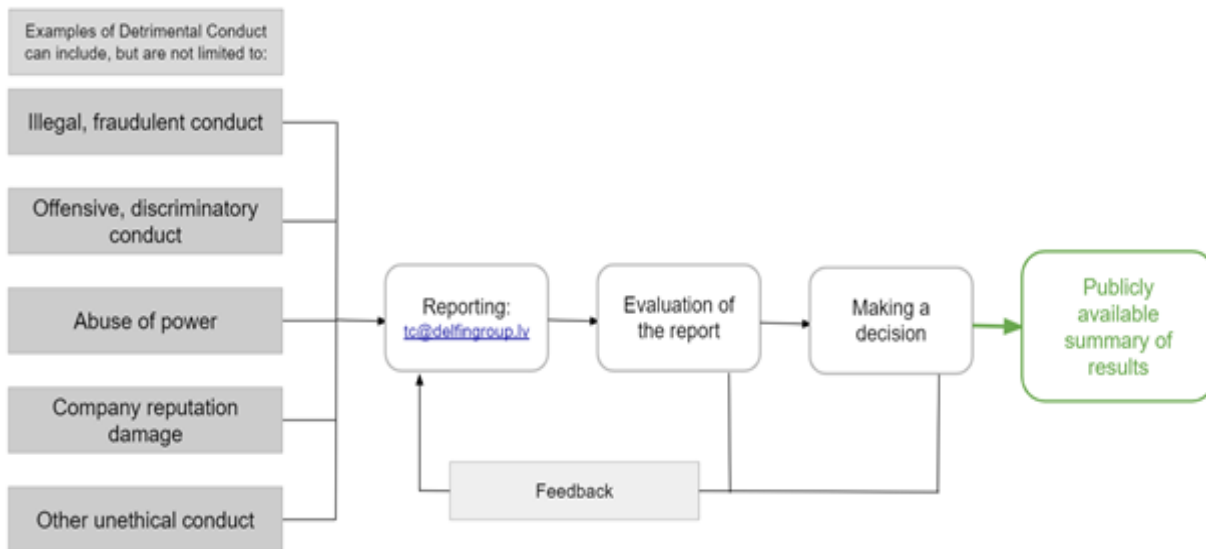 Examples of Detrimental Conduct
can include, but are not limited to:
Illegal, fraudulent conduct
Offensive, discriminatory
conduct
Abuse of power
Company reputation
damage
Other unethical conduct
Reporting:
tc@delfingroup.lv
Evaluation of
the report
Making a
decision
Publicly
available
summary of
results
Feedback